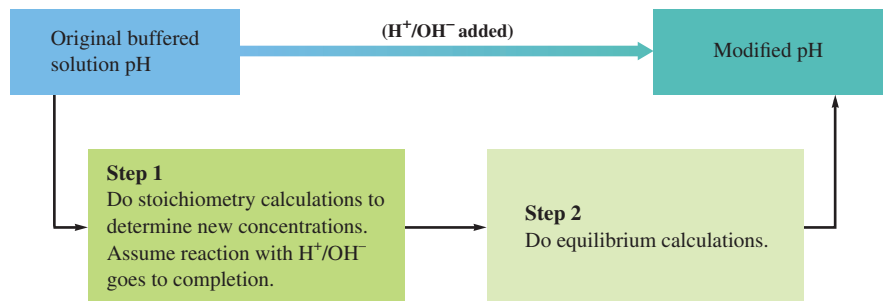 Original buffered
solution pH
(H⁺/OH⁻ added)
Modified pH
Step 1
Do stoichiometry calculations to
determine new concentrations.
Assume reaction with H⁺/OH⁻
goes to completion.
Step 2
Do equilibrium calculations.